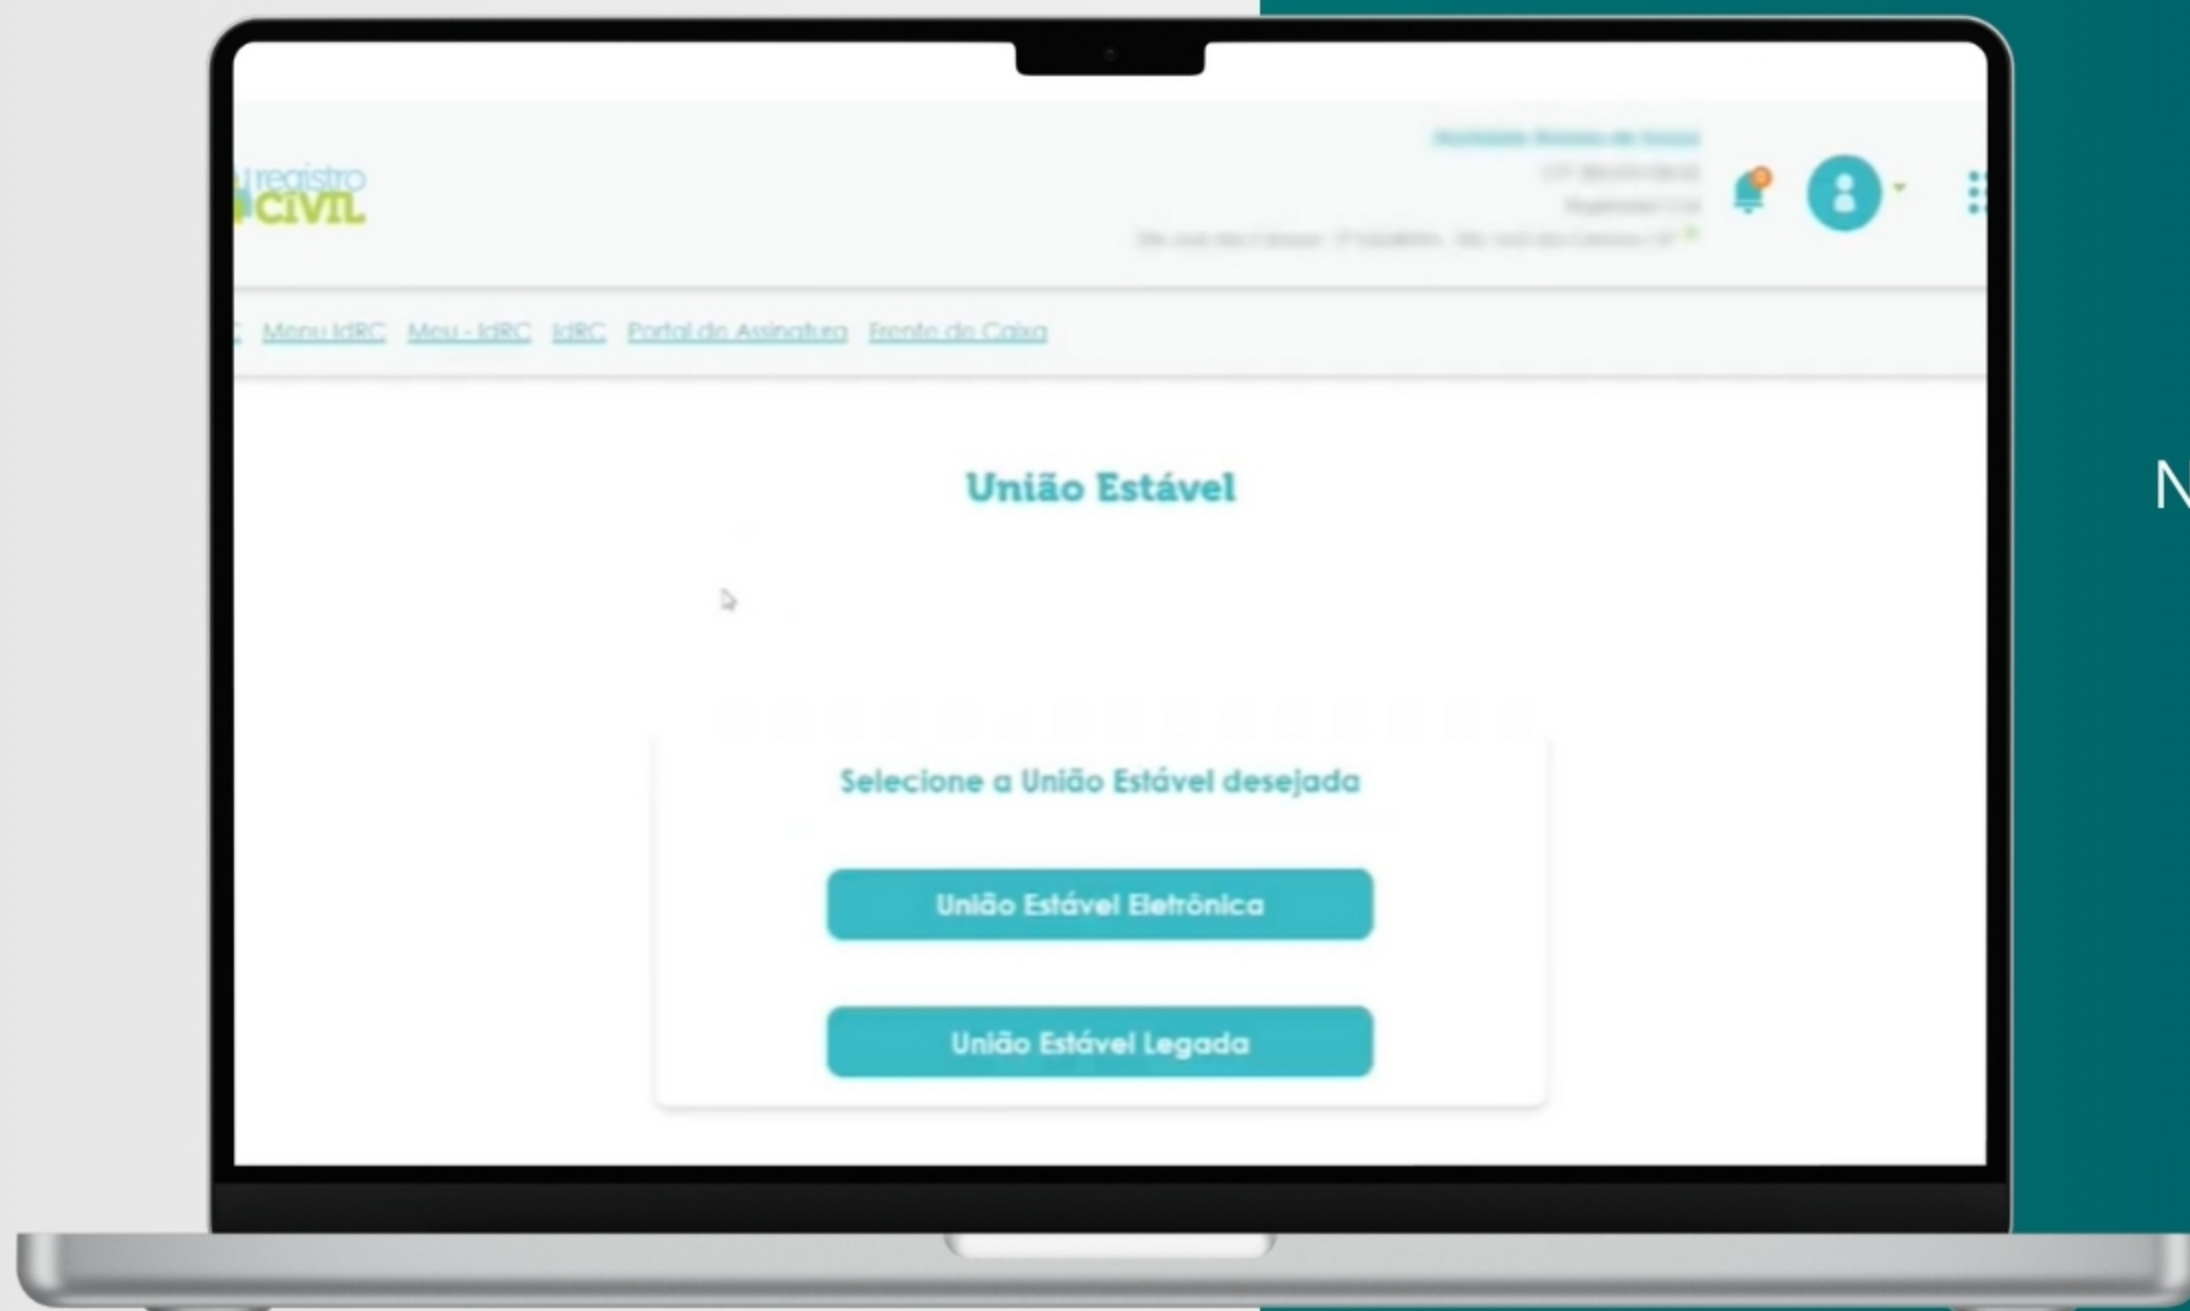 registro
CIVIL
Menu IdRC Meu - IdRC IdRC Portal de Assinatura Frente de Caixa
União Estável
N
Selecione a União Estável desejada
União Estável Eletrônica
União Estável Legada